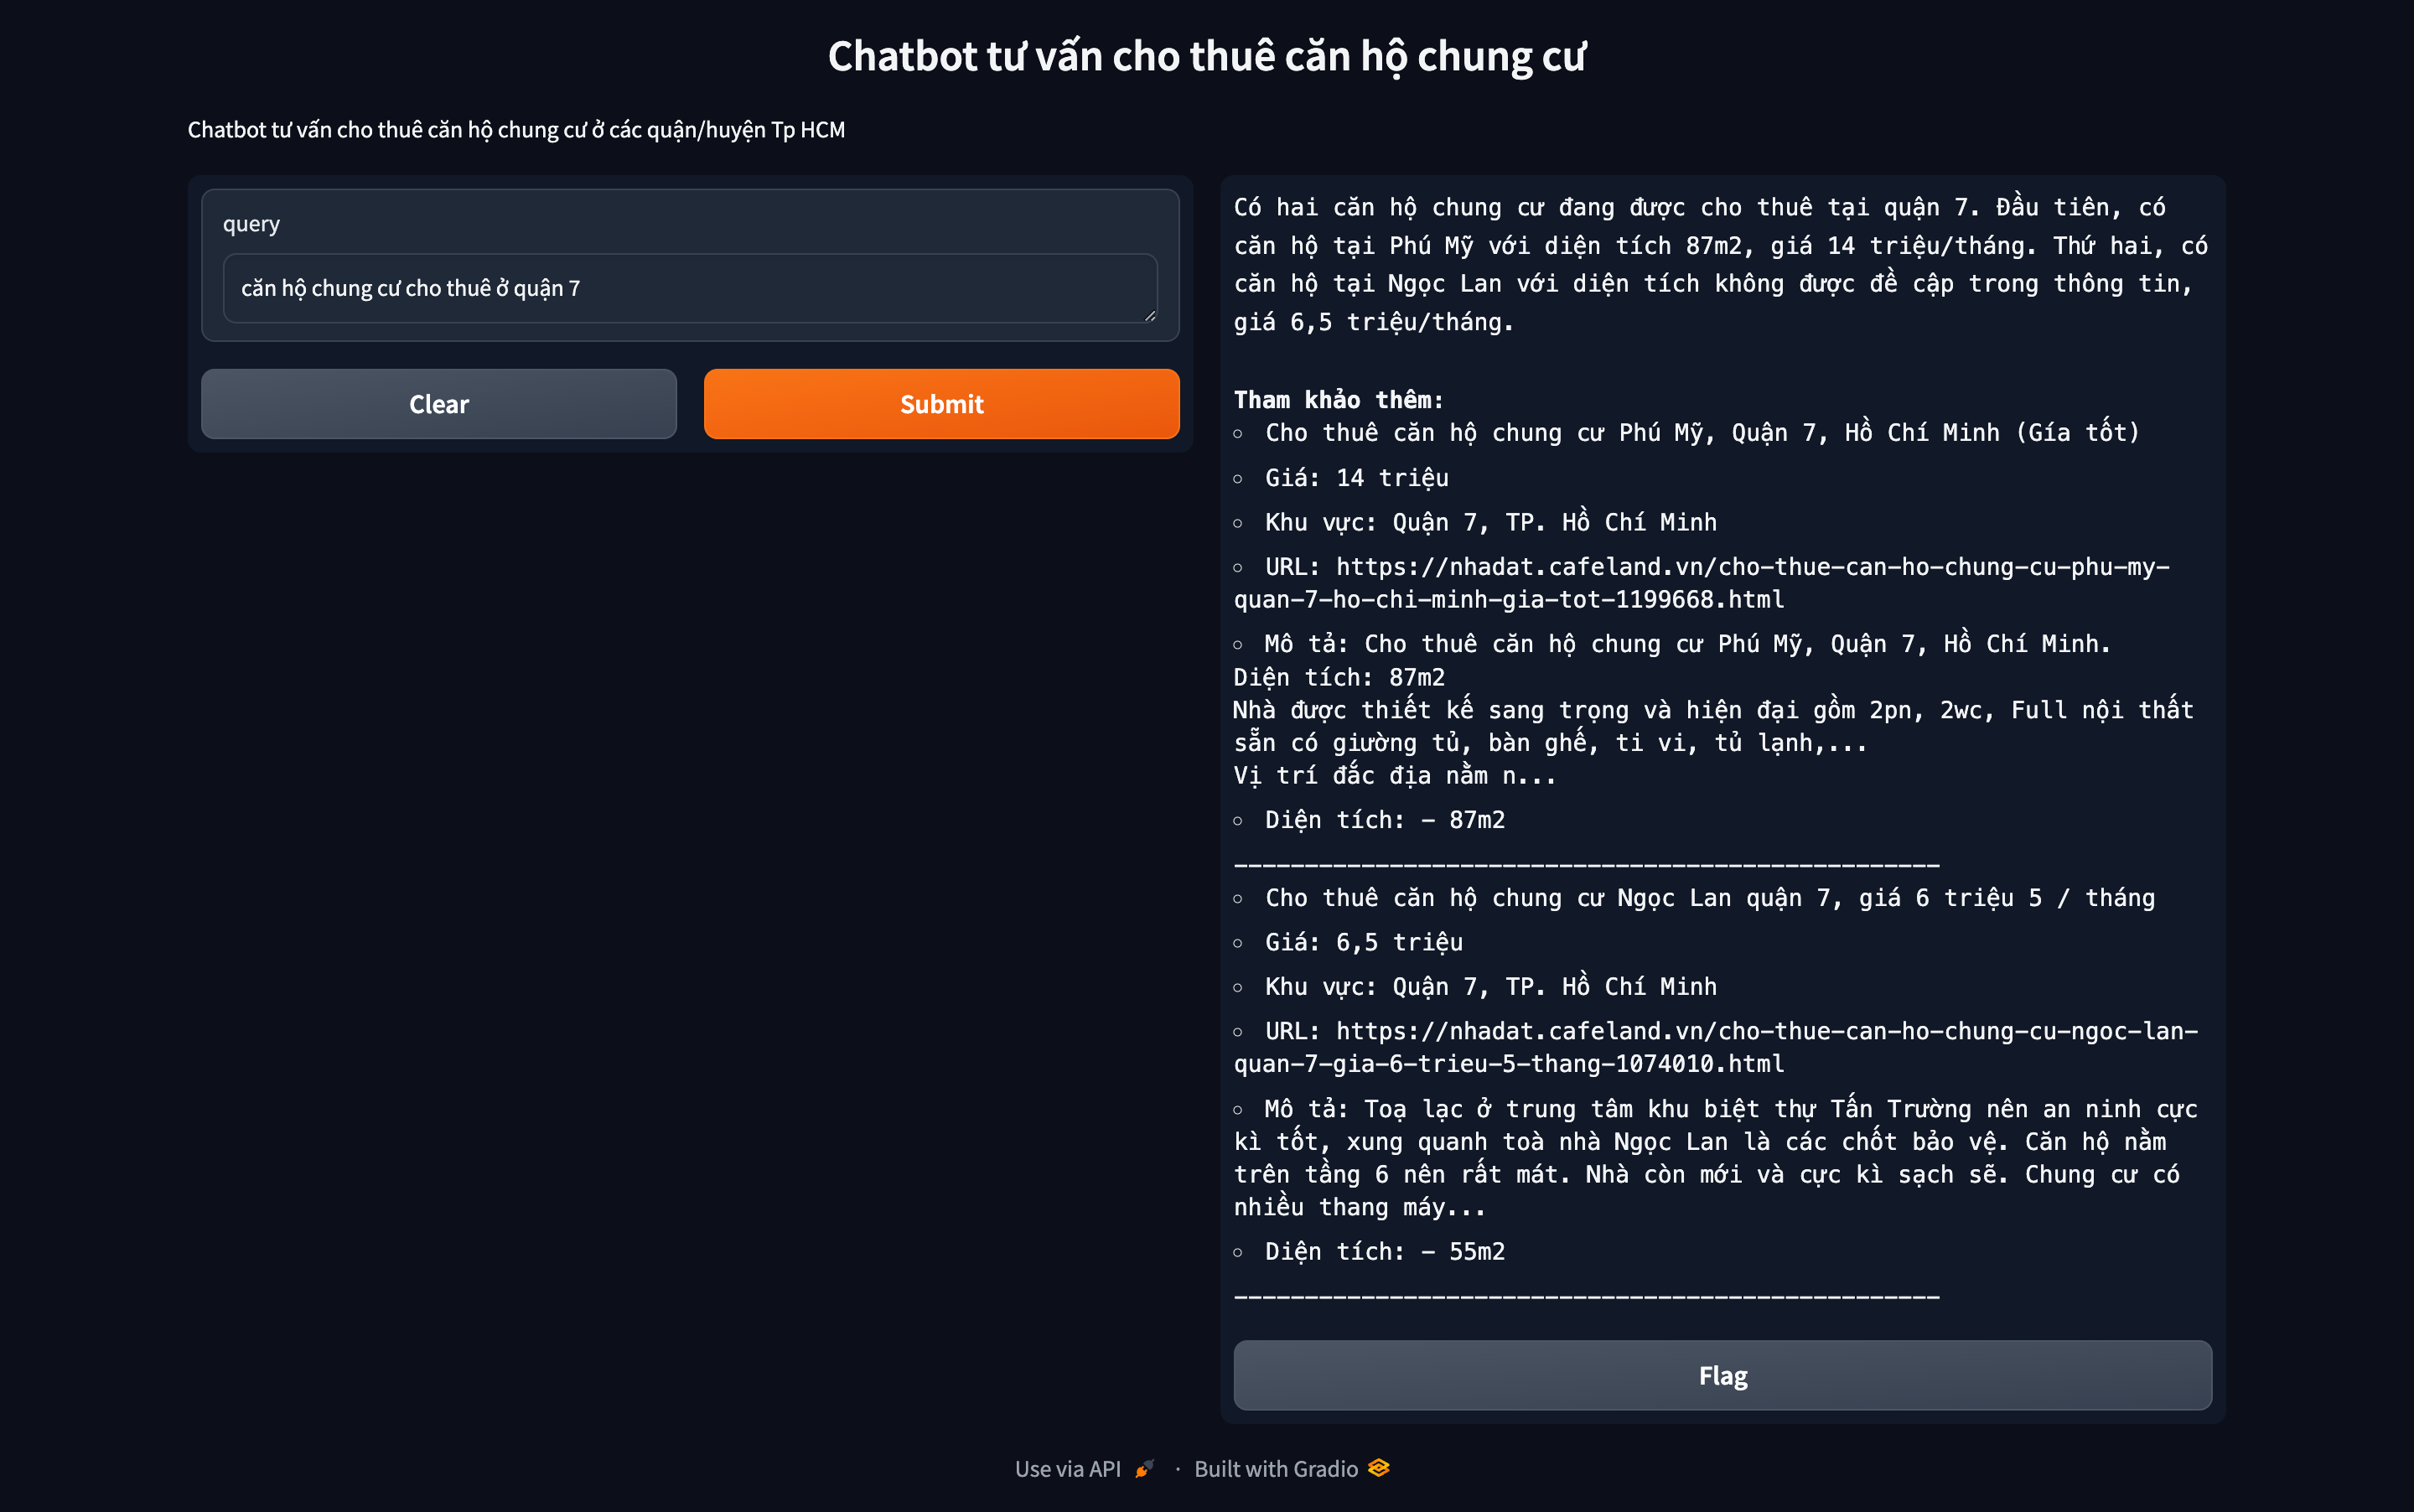 Chatbot tư vấn cho thuê căn hộ chung cư
Chatbot tư vấn cho thuê căn hộ chung cư ở các quận/huyện Tp HCM
query
căn hộ chung cư cho thuê ở quận 7
Clear
Submit
Có hai căn hộ chung cư đang được cho thuê tại quận 7. Đầu tiên, có
căn hộ tại Phú Mỹ với diện tích 87m2, giá 14 triệu/tháng. Thứ hai, có
căn hộ tại Ngọc Lan với diện tích không được đề cập trong thông tin,
giá 6,5 triệu/tháng.
Tham khảo thêm:
◦ Cho thuê căn hộ chung cư Phú Mỹ, Quận 7, Hồ Chí Minh (Gía tốt)
◦ Giá: 14 triệu
◦ Khu vực: Quận 7, TP. Hồ Chí Minh
◦ URL: https://nhadat.cafeland.vn/cho-thue-can-ho-chung-cu-phu-my-
quan-7-ho-chi-minh-gia-tot-1199668.html
◦ Mô tả: Cho thuê căn hộ chung cư Phú Mỹ, Quận 7, Hồ Chí Minh.
Diện tích: 87m2
Nhà được thiết kế sang trọng và hiện đại gồm 2pn, 2wc, Full nội thất
sẵn có giường tủ, bàn ghế, ti vi, tủ lạnh,...
Vị trí đắc địa nằm n...
◦ Diện tích: - 87m2
--------------------------------------------------
◦ Cho thuê căn hộ chung cư Ngọc Lan quận 7, giá 6 triệu 5 / tháng
◦ Giá: 6,5 triệu
◦ Khu vực: Quận 7, TP. Hồ Chí Minh
◦ URL: https://nhadat.cafeland.vn/cho-thue-can-ho-chung-cu-ngoc-lan-
quan-7-gia-6-trieu-5-thang-1074010.html
◦ Mô tả: Toạ lạc ở trung tâm khu biệt thự Tấn Trường nên an ninh cực
kì tốt, xung quanh toà nhà Ngọc Lan là các chốt bảo vệ. Căn hộ nằm
trên tầng 6 nên rất mát. Nhà còn mới và cực kì sạch sẽ. Chung cư có
nhiều thang máy...
◦ Diện tích: - 55m2
--------------------------------------------------
Flag
Use via API · Built with Gradio